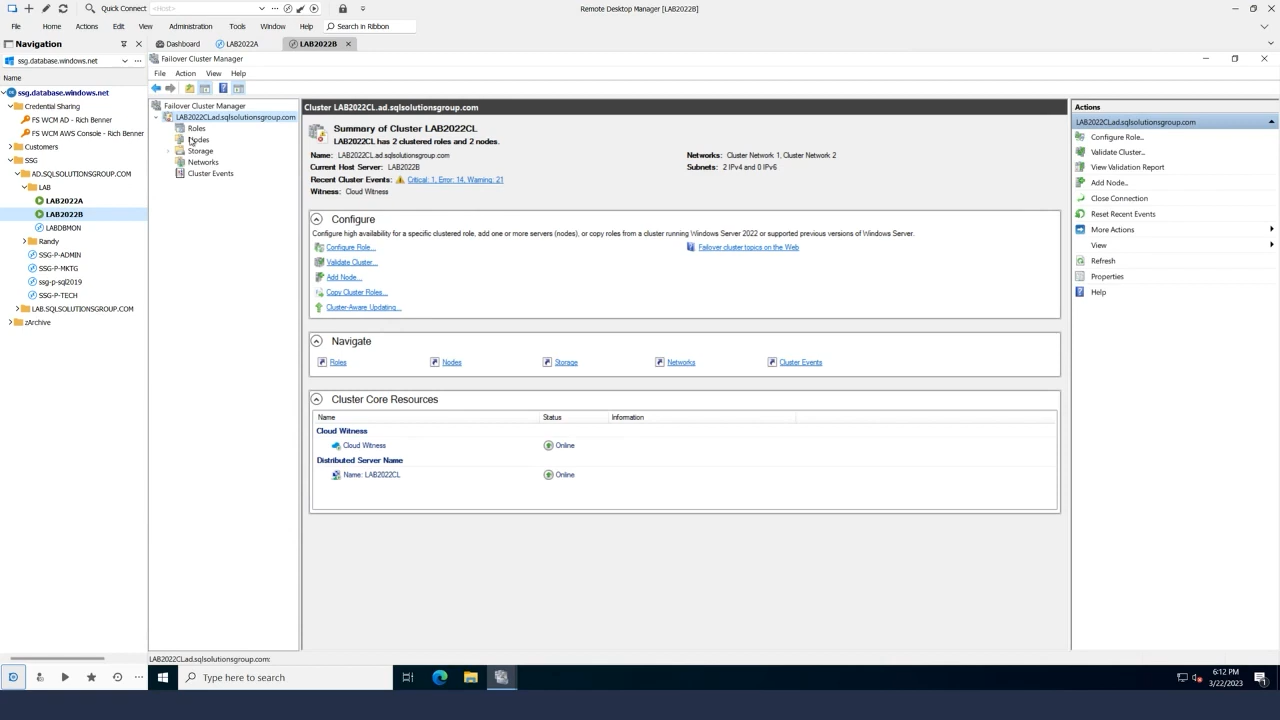 Quick Connect
<Host>
Remote Desktop Manager [LAB2022B]
File Home Actions Edit View Administration Tools Window Help Search in Ribbon
Navigation
Dashboard LAB2022A LAB2022B
ssg.database.windows.net
Name
ssg.database.windows.net
Credential Sharing
FS WCM AD - Rich Benner
FS WCM AWS Console - Rich Benner
Customers
SSG
AD.SQLSOLUTIONSGROUP.COM
LAB
LAB2022A
LAB2022B
LABDBMON
Randy
SSG-P-ADMIN
SSG-P-MKTG
ssg-p-sql2019
SSG-P-TECH
LAB.SQLSOLUTIONSGROUP.COM
zArchive
Failover Cluster Manager
File Action View Help
Failover Cluster Manager
LAB2022CL.ad.sqlsolutionsgroup.com
Roles
Nodes
Storage
Networks
Cluster Events
Cluster LAB2022CL.ad.sqlsolutionsgroup.com
Summary of Cluster LAB2022CL
LAB2022CL has 2 clustered roles and 2 nodes.
Name: LAB2022CL.ad.sqlsolutionsgroup.com
Networks: Cluster Network 1, Cluster Network 2
Current Host Server: LAB2022B
Subnets: 2 IPv4 and 0 IPv6
Recent Cluster Events: Critical: 1, Error: 14, Warning: 21
Witness: Cloud Witness
Configure
Configure high availability for a specific clustered role, add one or more servers (nodes), or copy roles from a cluster running Windows Server 2022 or supported previous versions of Windows Server.
Configure Role...
Failover cluster topics on the Web
Validate Cluster...
Add Node...
Copy Cluster Roles...
Cluster-Aware Updating...
Navigate
Roles Nodes Storage Networks Cluster Events
Cluster Core Resources
Name Status Information
Cloud Witness
Cloud Witness Online
Distributed Server Name
Name: LAB2022CL Online
Actions
LAB2022CL.ad.sqlsolutionsgroup.com
Configure Role...
Validate Cluster...
View Validation Report
Add Node...
Close Connection
Reset Recent Events
More Actions
View
Refresh
Properties
Help
LAB2022CL.ad.sqlsolutionsgroup.com:
Type here to search
6:12 PM
3/22/2023
1